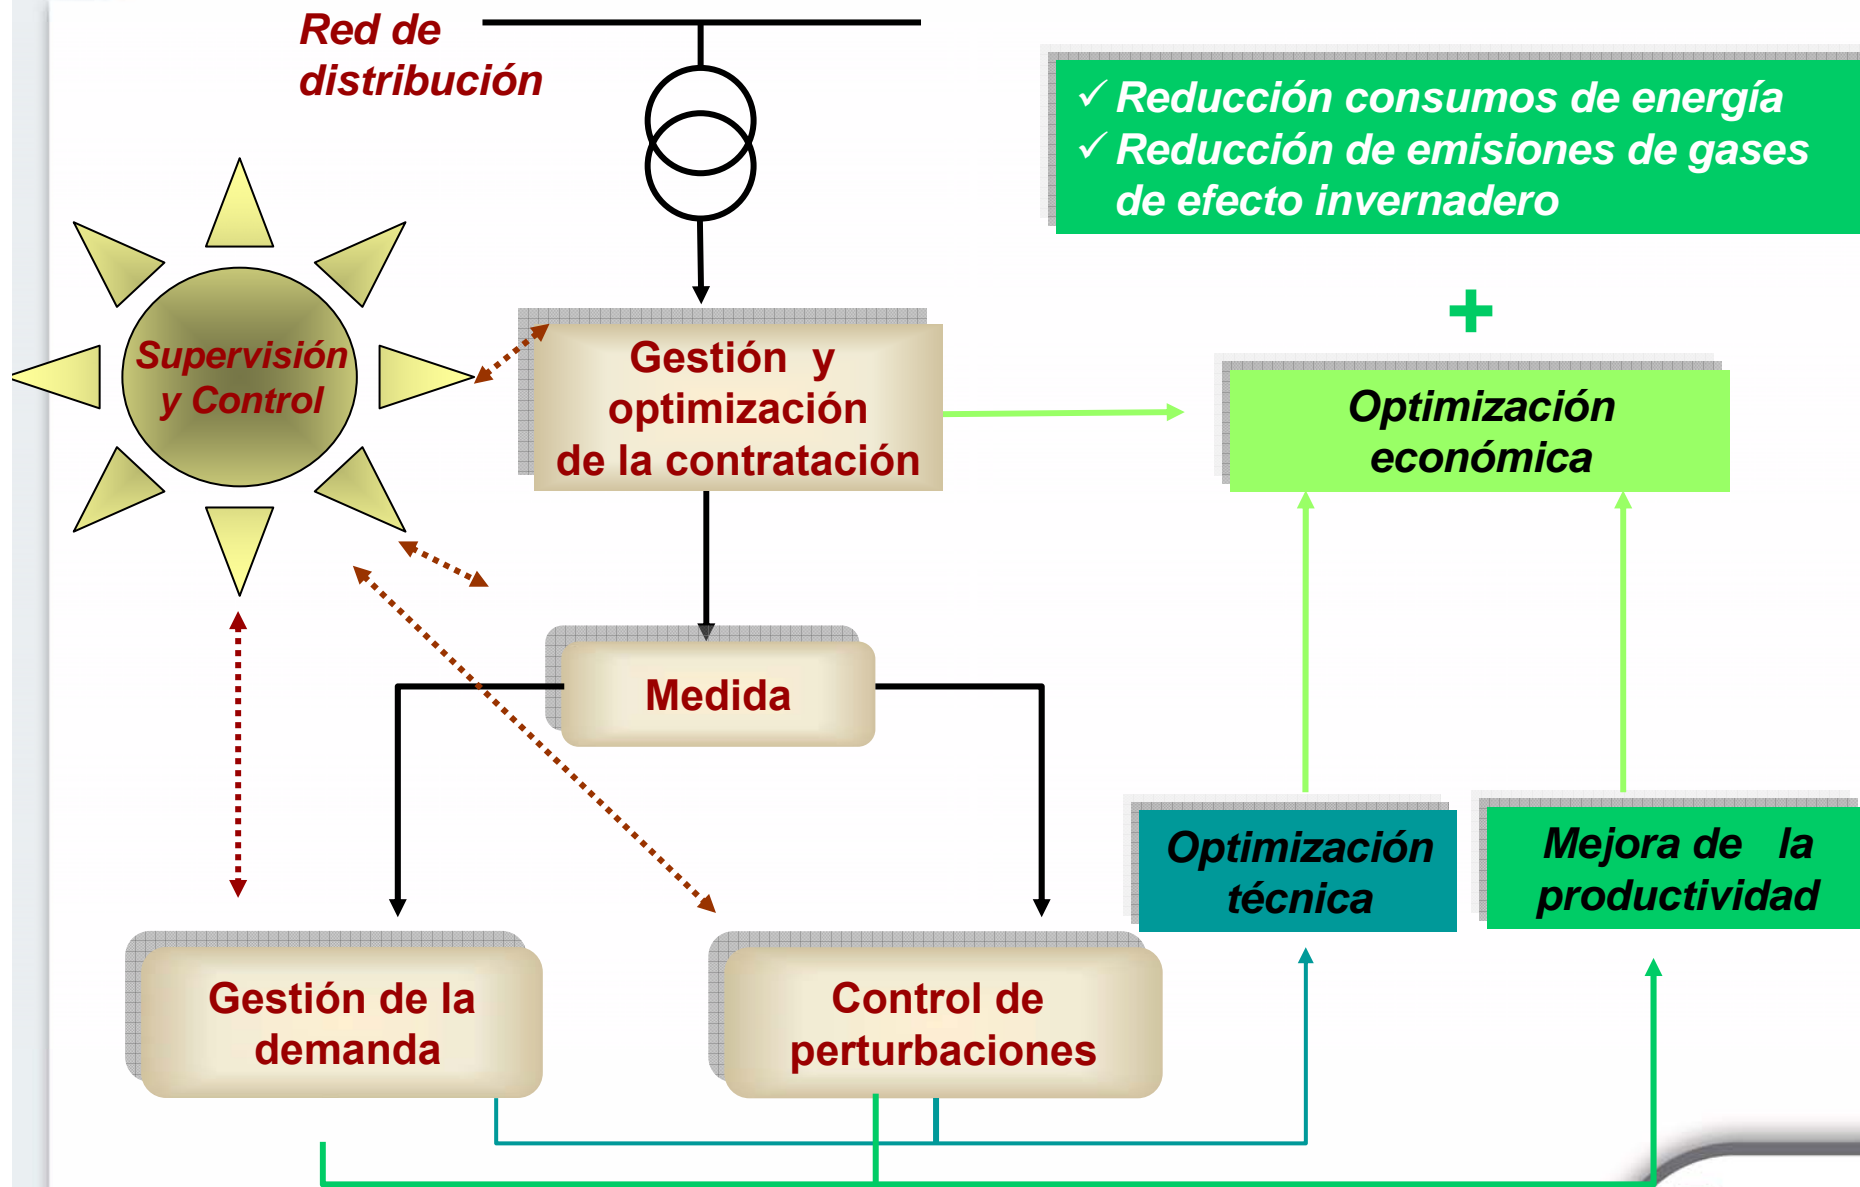 Red de
distribución
✓ Reducción consumos de energía
✓ Reducción de emisiones de gases
de efecto invernadero
+
Supervisión
y Control
Gestión y
optimización
de la contratación
Optimización
económica
Medida
Optimización
técnica
Mejora de la
productividad
Gestión de la
demanda
Control de
perturbaciones